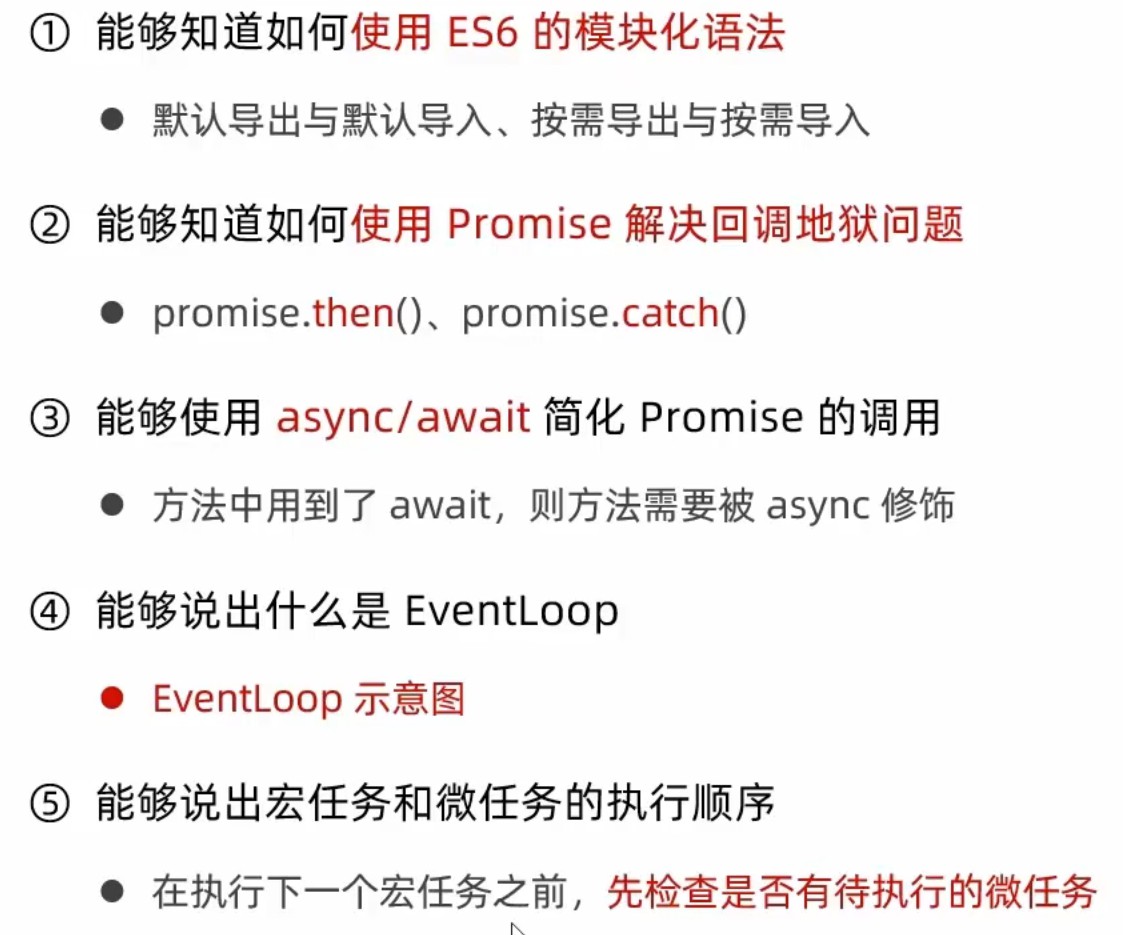 ① 能够知道如何使用 ES6 的模块化语法
● 默认导出与默认导入、按需导出与按需导入
② 能够知道如何使用 Promise 解决回调地狱问题
● promise.then()、promise.catch()
③ 能够使用 async/await 简化 Promise 的调用
● 方法中用到了 await，则方法需要被 async 修饰
④ 能够说出什么是 EventLoop
● EventLoop 示意图
⑤ 能够说出宏任务和微任务的执行顺序
● 在执行下一个宏任务之前，先检查是否有待执行的微任务